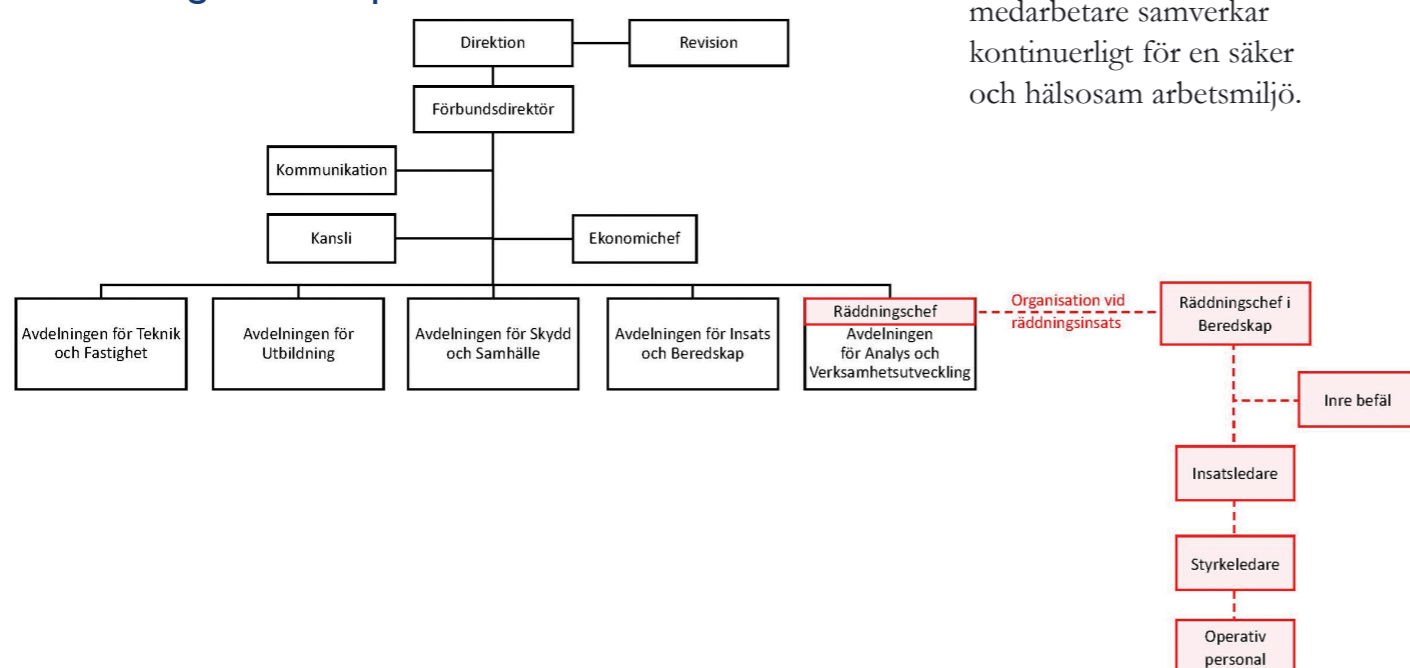 medarbetare samverkar
kontinuerligt för en säker
och hälsosam arbetsmiljö.
Direktion
Revision
Förbundsdirektör
Kommunikation
Kansli
Ekonomichef
Avdelningen för Teknik
och Fastighet
Avdelningen för
Utbildning
Avdelningen för Skydd
och Samhälle
Avdelningen för Insats
och Beredskap
Räddningschef
Avdelningen
för Analys och
Verksamhetsutveckling
Organisation vid
räddningsinsats
Räddningschef i
Beredskap
Inre befäl
Insatsledare
Styrkeledare
Operativ
personal